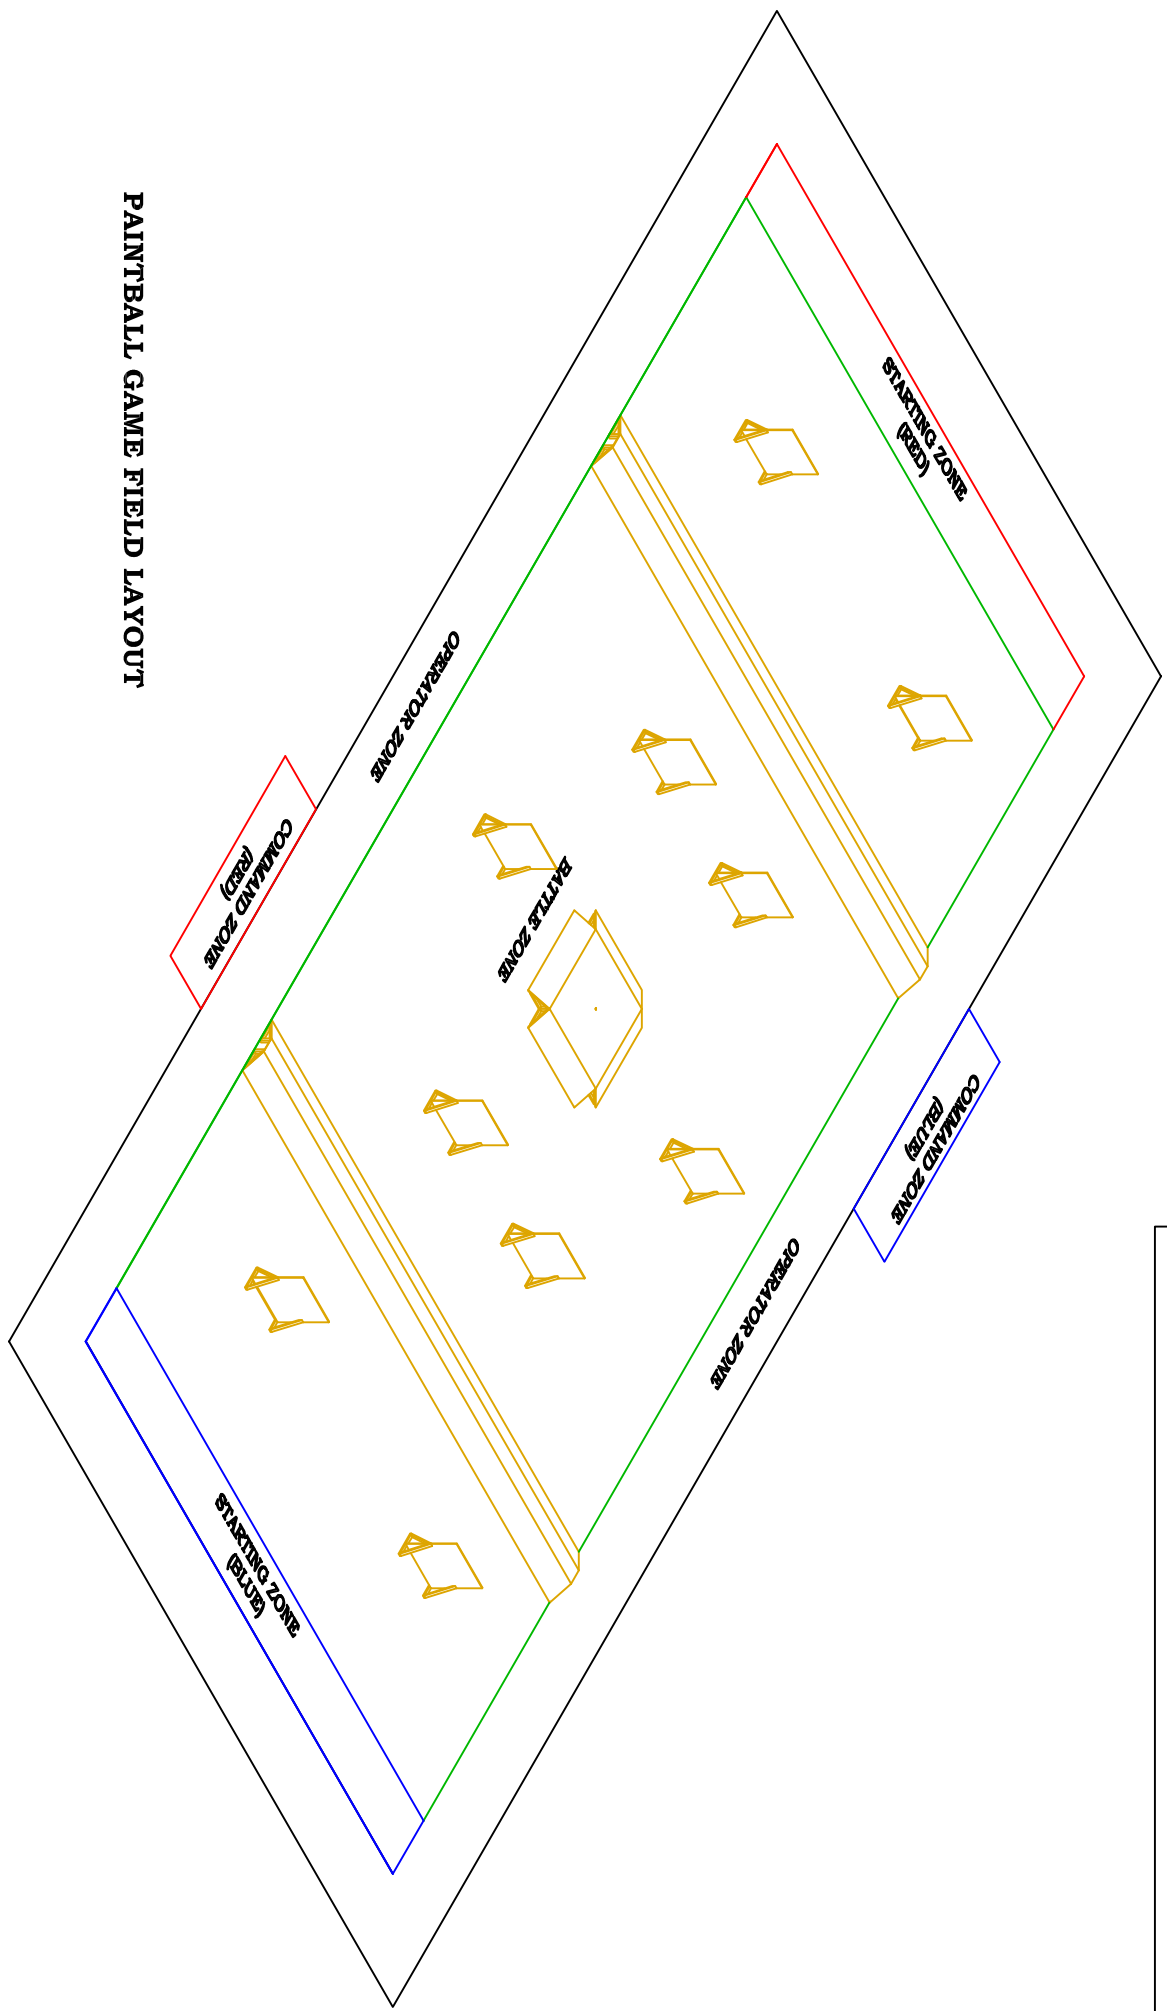 PAINTBALL GAME FIELD LAYOUT
STARTING ZONE
(RED)
OPERATOR ZONE
COMMAND ZONE
(RED)
BATTLE ZONE
COMMAND ZONE
(BLUE)
OPERATOR ZONE
STARTING ZONE
(BLUE)